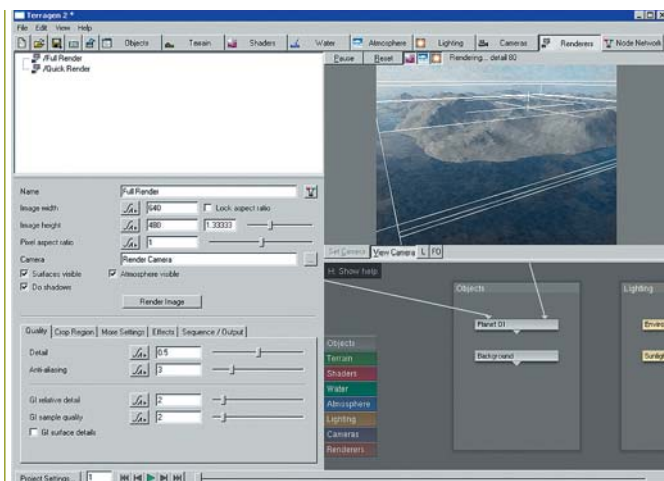 Terragen 2 *
File Edit View Help
Objects Terrain Shaders Water Atmosphere Lighting Cameras Renderers Node Network
/Full Render
/Quick Render
Pause Reset Rendering... detail 80
Name Full Render
Image width 640 Lock aspect ratio
Image height 480 1.33333
Pixel aspect ratio 1
Camera Render Camera ...
Surfaces visible Atmosphere visible
Do shadows
Render Image
Quality Crop Region More Settings Effects Sequence / Output
Detail 0.5
Anti-aliasing 3
GI relative detail 2
GI sample quality 2
GI surface details
Project Settings... 1
Set Camera View Camera L FO
H: Show help
Objects
Terrain
Shaders
Water
Atmosphere
Lighting
Cameras
Renderers
Objects
Planet 01
Background
Lighting
Enviro
Sunligh